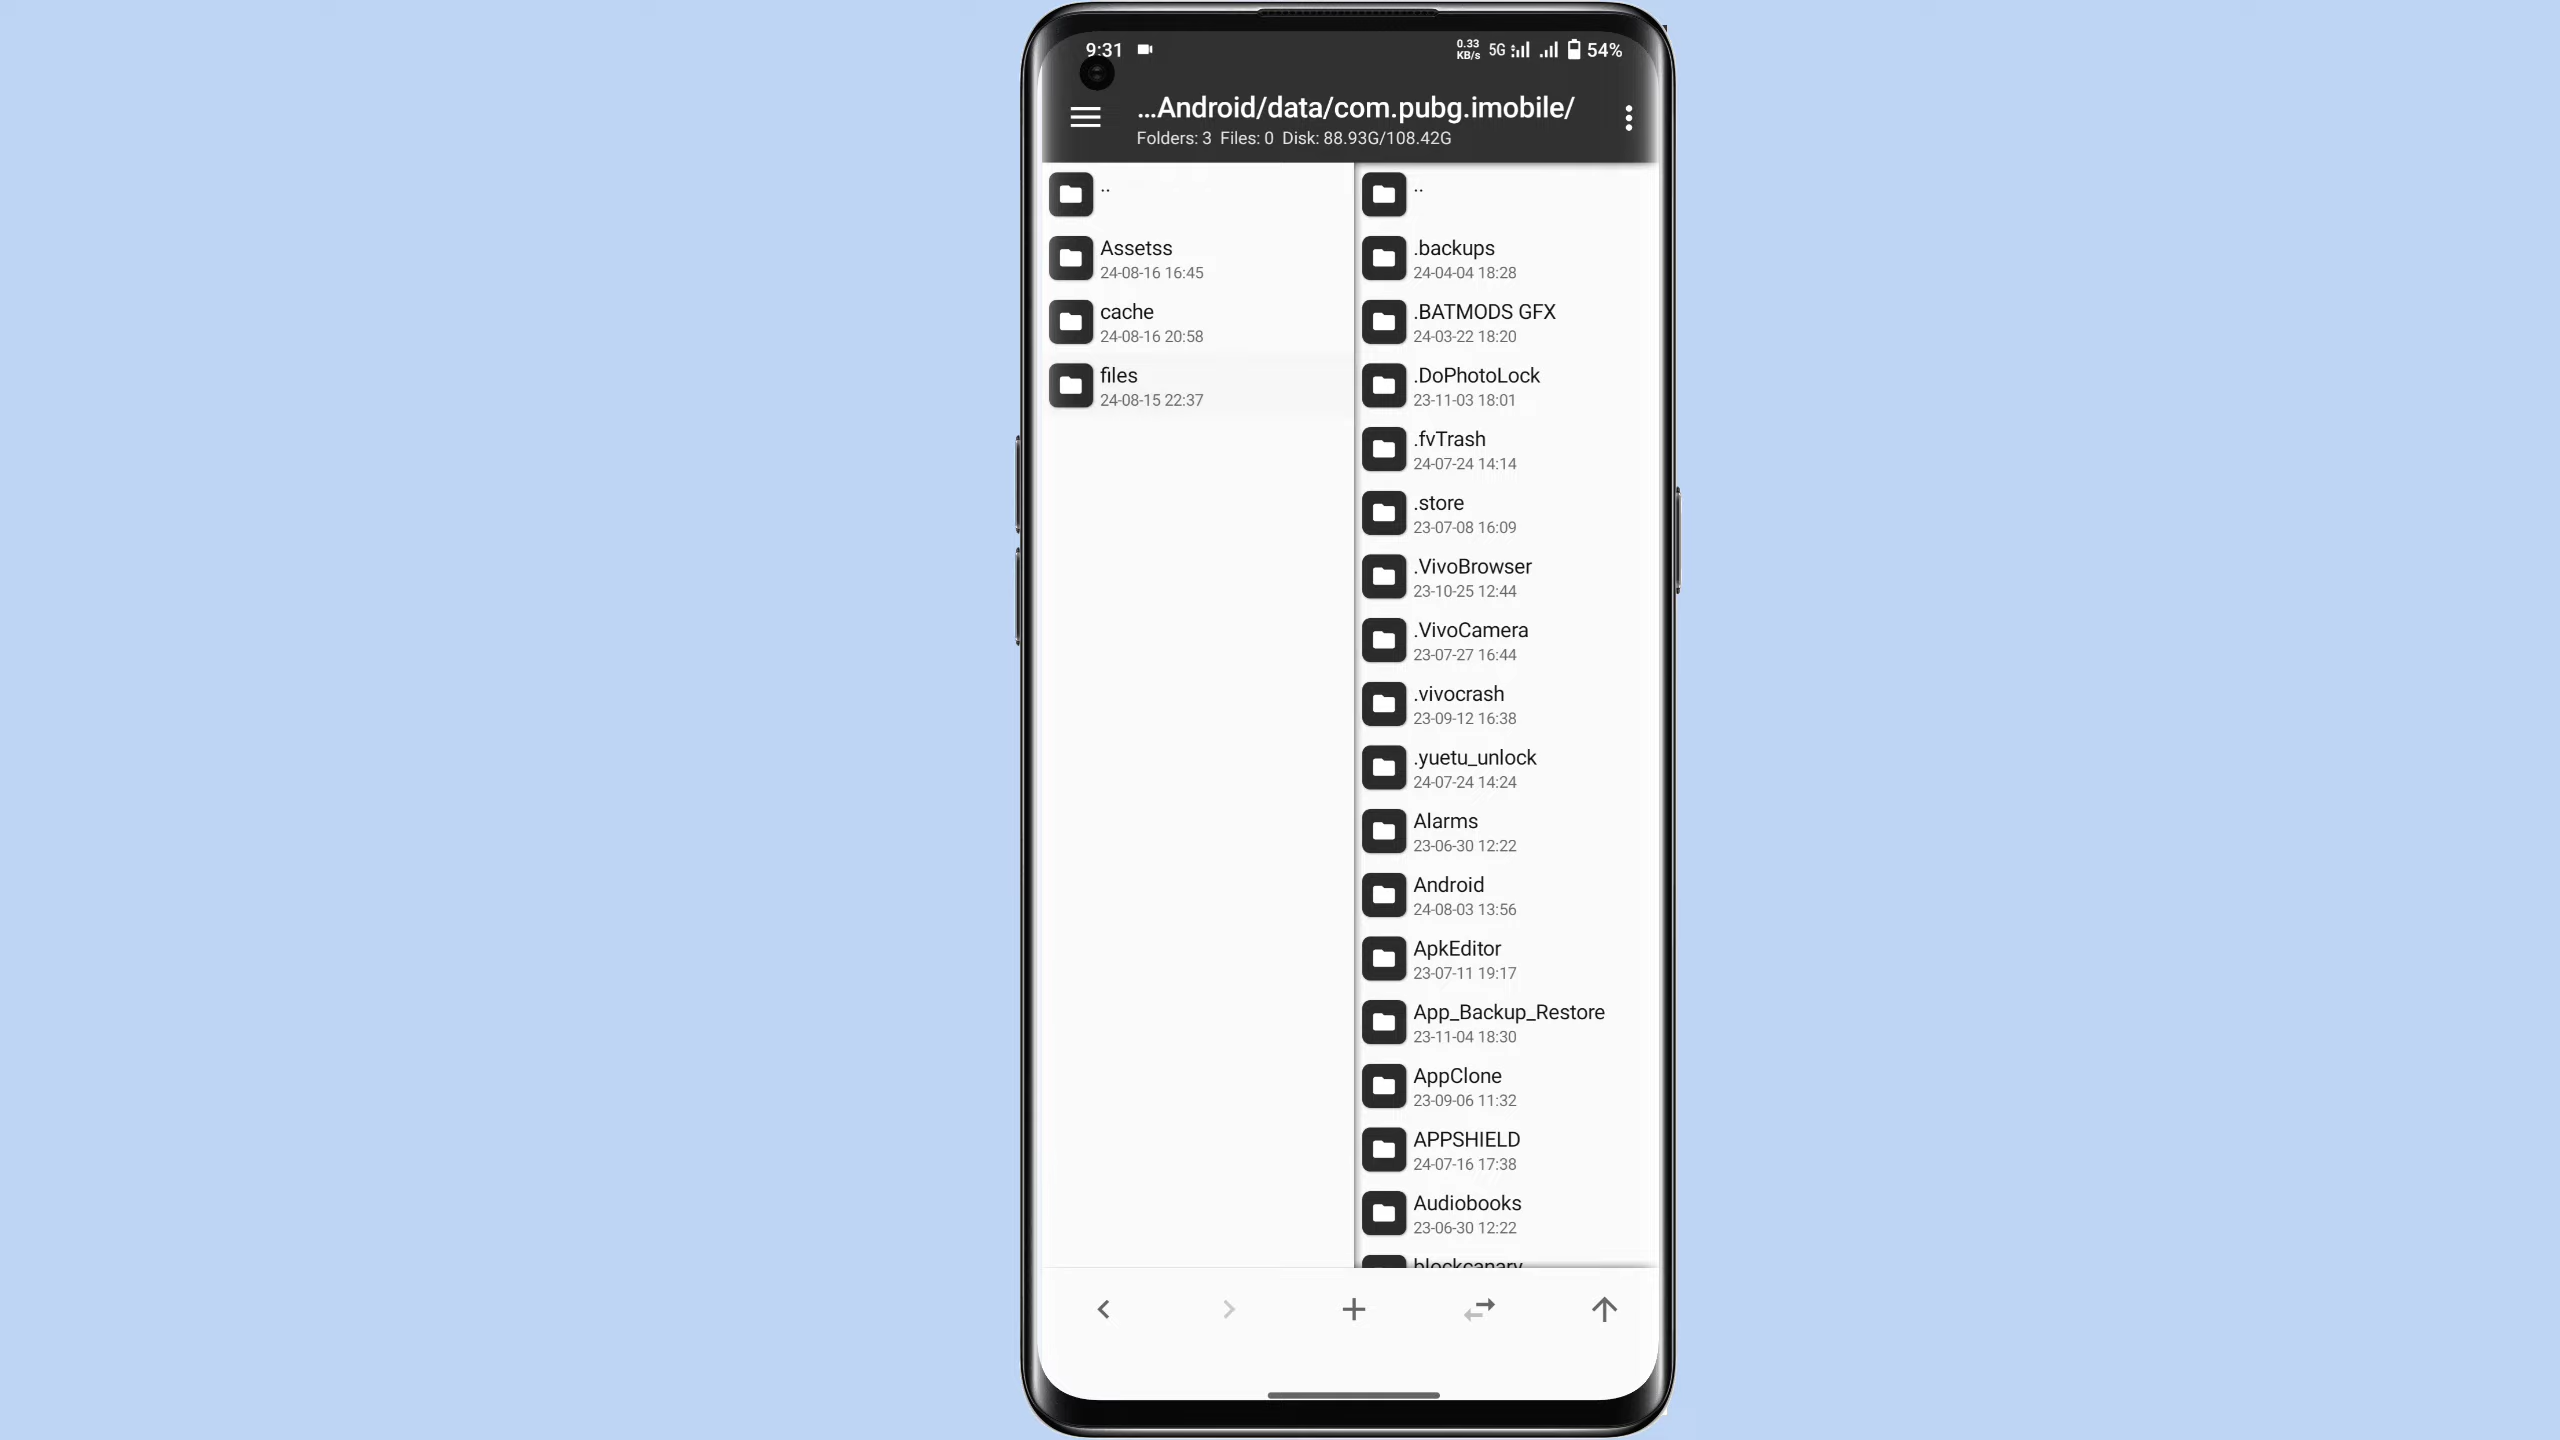 9:31 0.33 KB/s 5G 54%
...Android/data/com.pubg.imobile/
Folders: 3 Files: 0 Disk: 88.93G/108.42G
..
Assetss
24-08-16 16:45
cache
24-08-16 20:58
files
24-08-15 22:37
..
.backups
24-04-04 18:28
.BATMODS GFX
24-03-22 18:20
.DoPhotoLock
23-11-03 18:01
.fvTrash
24-07-24 14:14
.store
23-07-08 16:09
.VivoBrowser
23-10-25 12:44
.VivoCamera
23-07-27 16:44
.vivocrash
23-09-12 16:38
.yuetu_unlock
24-07-24 14:24
Alarms
23-06-30 12:22
Android
24-08-03 13:56
ApkEditor
23-07-11 19:17
App_Backup_Restore
23-11-04 18:30
AppClone
23-09-06 11:32
APPSHIELD
24-07-16 17:38
Audiobooks
23-06-30 12:22
blockcanary